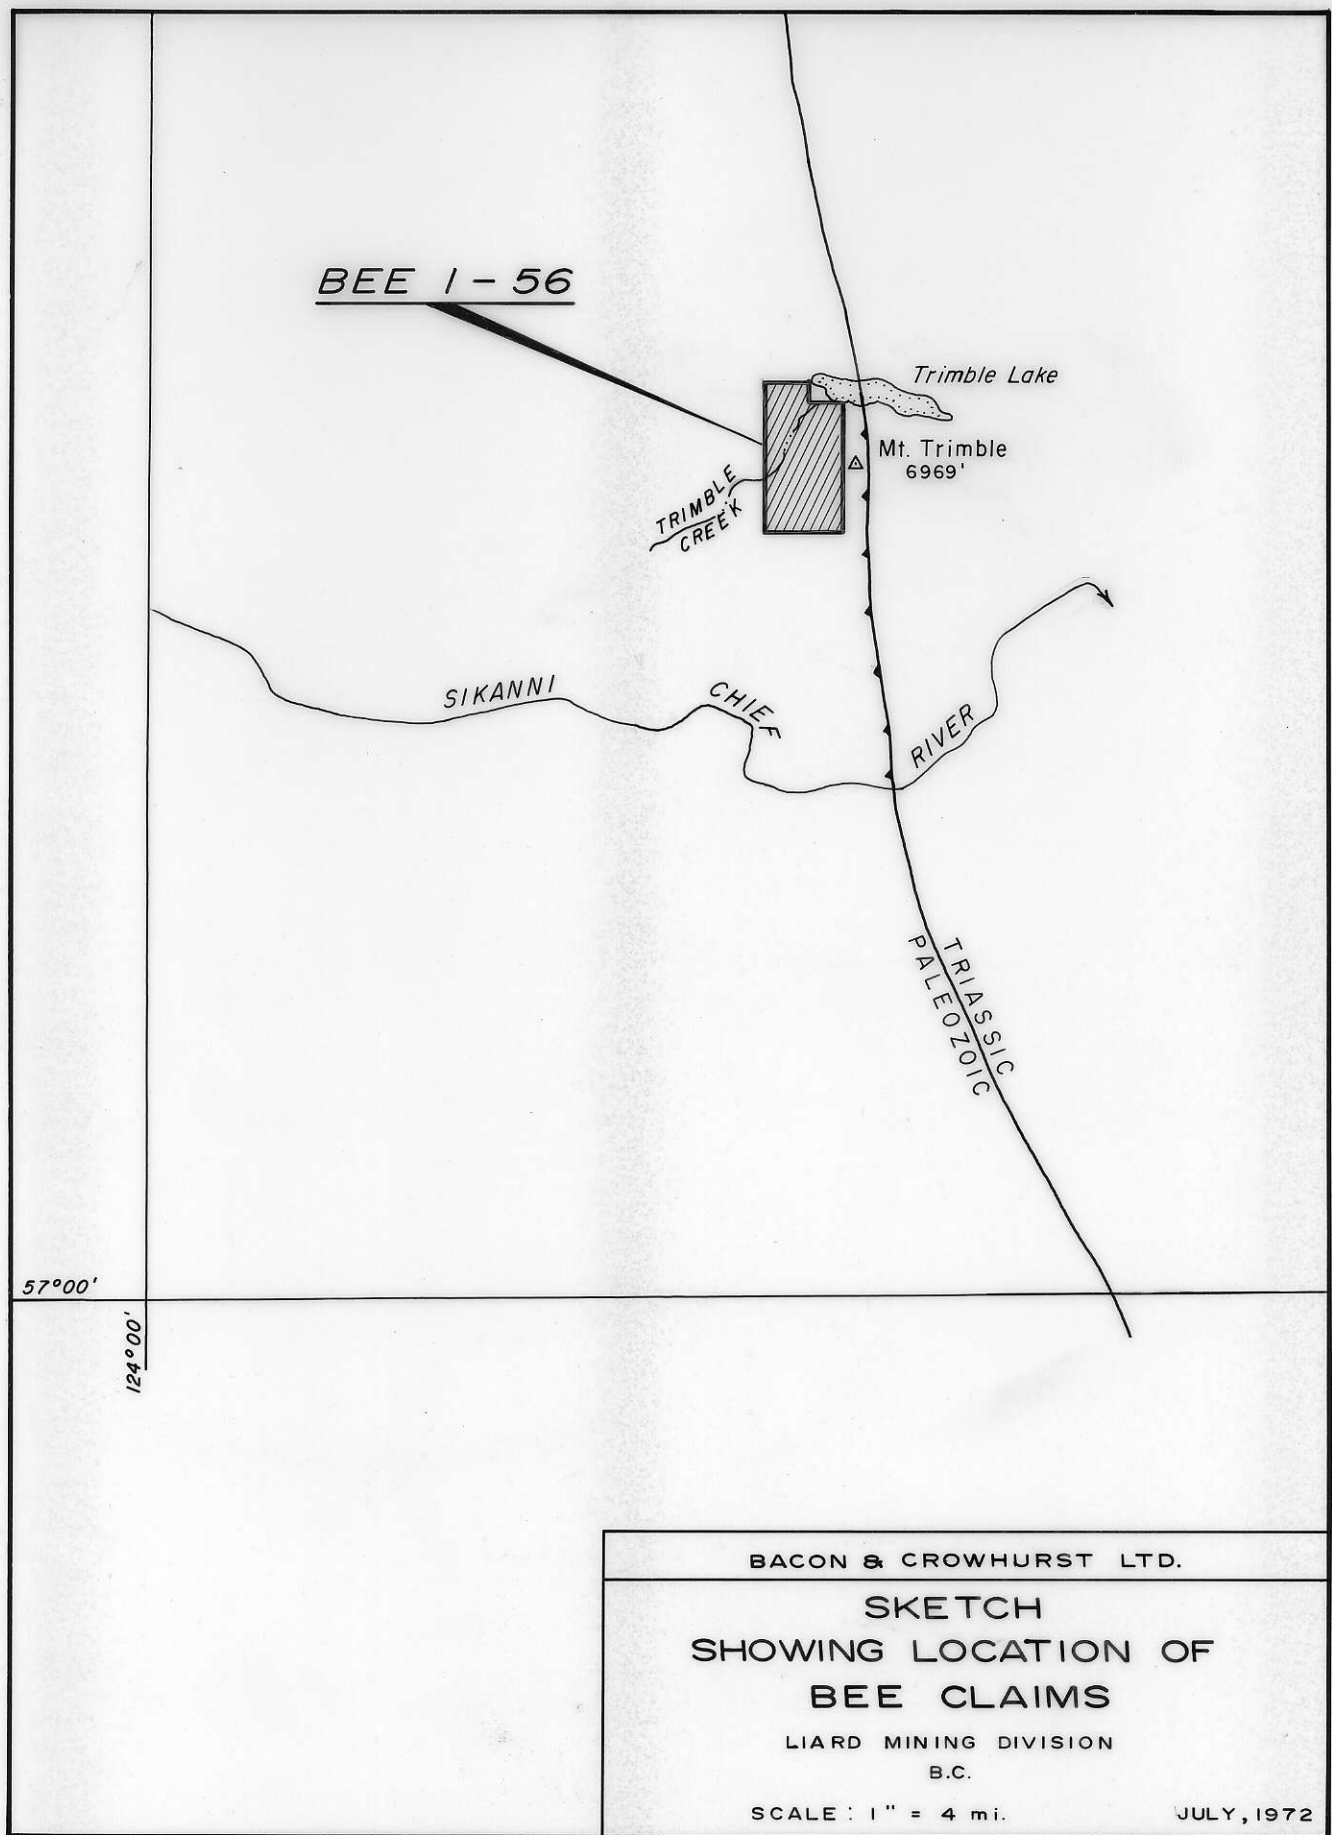 BEE 1-56
Trimble Lake
Mt. Trimble
6969'
TRIMBLE
CREEK
SIKANNI CHIEF RIVER
TRIASSIC
PALEOZOIC
57°00'
124°00'
BACON & CROWHURST LTD.
SKETCH
SHOWING LOCATION OF
BEE CLAIMS
LIARD MINING DIVISION
B.C.
SCALE : 1" = 4 mi. JULY, 1972